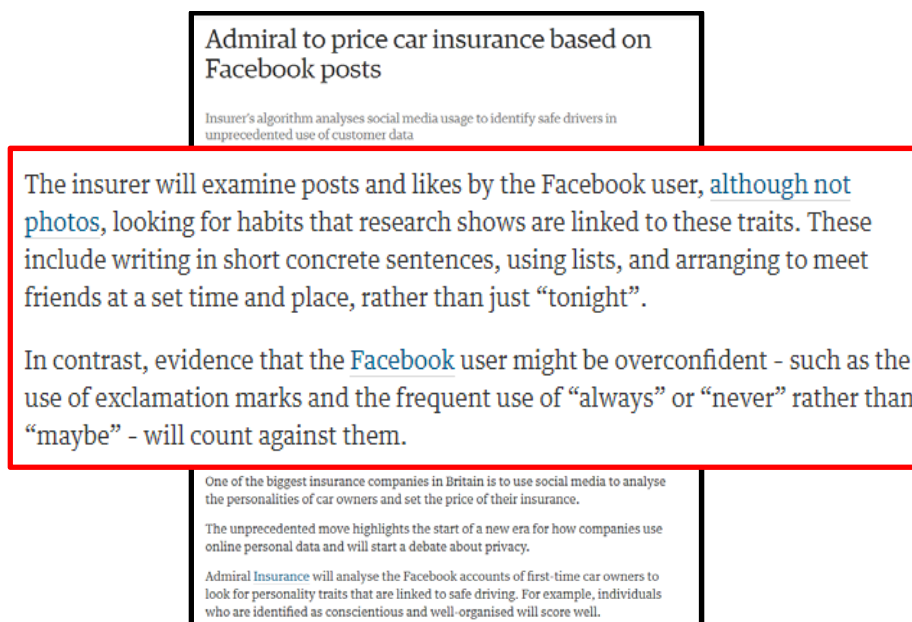 Admiral to price car insurance based on
Facebook posts
Insurer's algorithm analyses social media usage to identify safe drivers in
unprecedented use of customer data
The insurer will examine posts and likes by the Facebook user, although not
photos, looking for habits that research shows are linked to these traits. These
include writing in short concrete sentences, using lists, and arranging to meet
friends at a set time and place, rather than just “tonight”.
In contrast, evidence that the Facebook user might be overconfident - such as the
use of exclamation marks and the frequent use of “always” or “never” rather than
“maybe” - will count against them.
One of the biggest insurance companies in Britain is to use social media to analyse
the personalities of car owners and set the price of their insurance.
The unprecedented move highlights the start of a new era for how companies use
online personal data and will start a debate about privacy.
Admiral Insurance will analyse the Facebook accounts of first-time car owners to
look for personality traits that are linked to safe driving. For example, individuals
who are identified as conscientious and well-organised will score well.